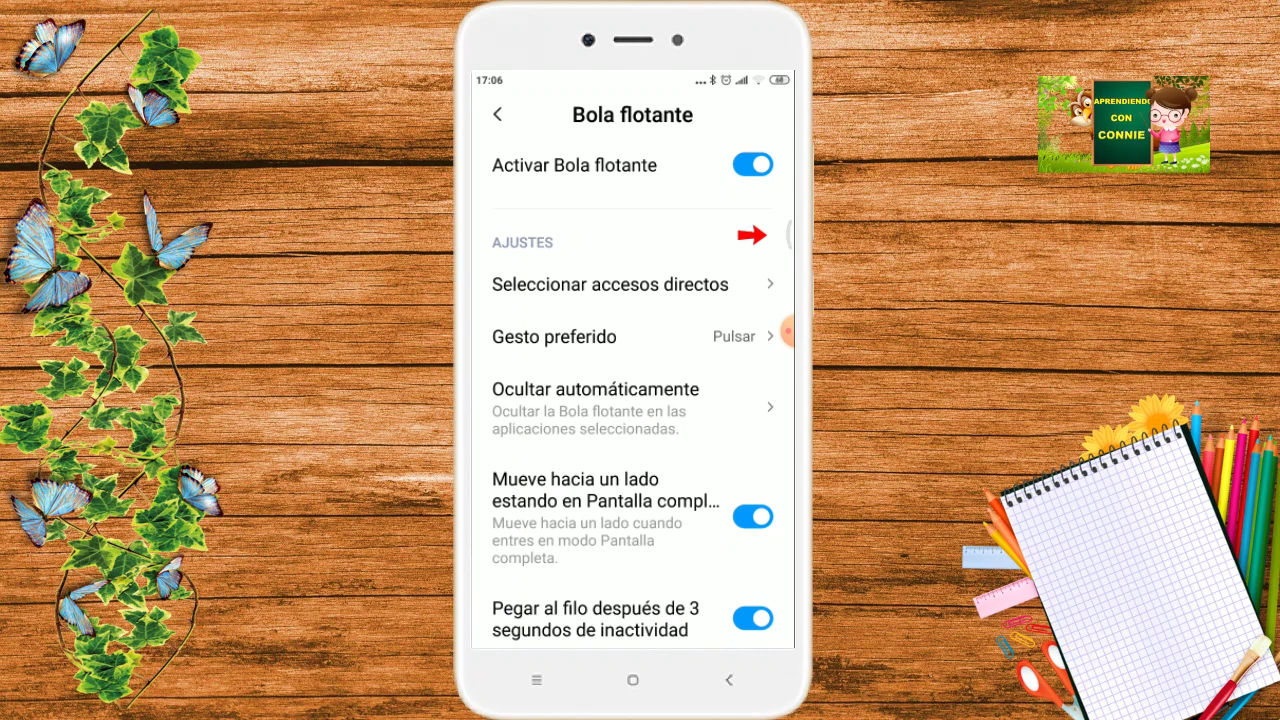 17:06
68
Bola flotante
Activar Bola flotante
AJUSTES
Seleccionar accesos directos
Gesto preferido
Pulsar
Ocultar automáticamente
Ocultar la Bola flotante en las
aplicaciones seleccionadas.
Mueve hacia un lado
estando en Pantalla compl...
Mueve hacia un lado cuando
entres en modo Pantalla
completa.
Pegar al filo después de 3
segundos de inactividad
APRENDIENDO
CON
CONNIE